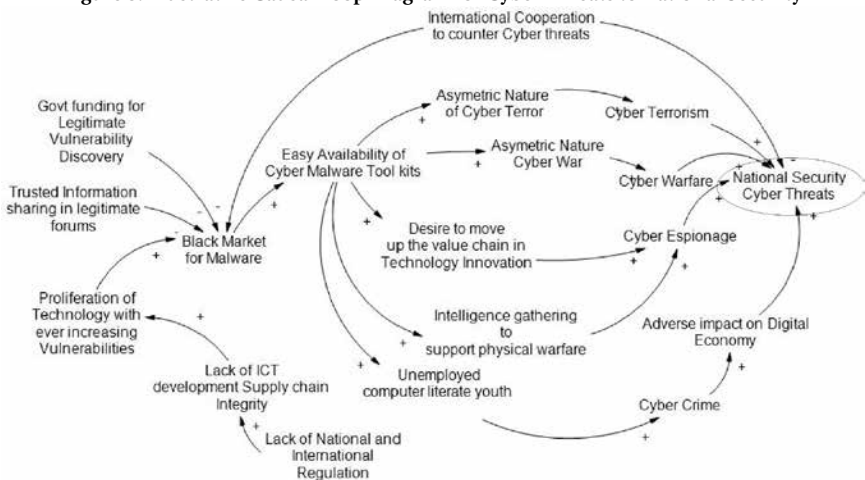 International Cooperation
to counter Cyber threats
Govt funding for
Legitimate
Vulnerability
Discovery
Trusted Information
sharing in legitimate
forums
Black Market
for Malware
Proliferation of
Technology with
ever increasing
Vulnerabilities
Lack of ICT
development Supply chain
Integrity
Lack of National and
International
Regulation
Easy Availability of
Cyber Malware Tool kits
Asymetric Nature
of Cyber Terror
Asymetric Nature
Cyber War
Desire to move
up the value chain in
Technology Innovation
Intelligence gathering
to
support physical warfare
Unemployed
computer literate youth
Cyber Terrorism
Cyber Warfare
Cyber Espionage
National Security
Cyber Threats
Adverse impact on Digital
Economy
Cyber Crime